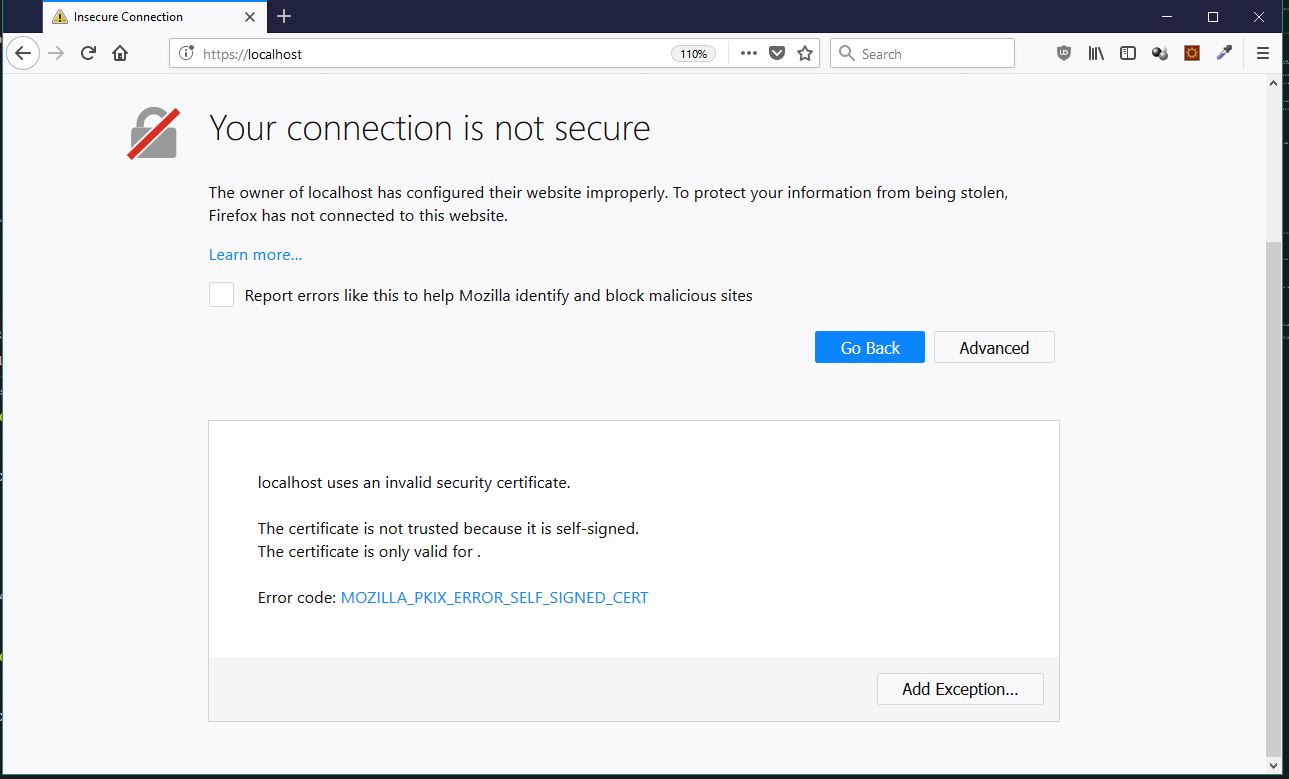 Insecure Connection
https://localhost
110%
Search
Your connection is not secure
The owner of localhost has configured their website improperly. To protect your information from being stolen,
Firefox has not connected to this website.
Learn more...
Report errors like this to help Mozilla identify and block malicious sites
Go Back
Advanced
localhost uses an invalid security certificate.
The certificate is not trusted because it is self-signed.
The certificate is only valid for .
Error code: MOZILLA_PKIX_ERROR_SELF_SIGNED_CERT
Add Exception...